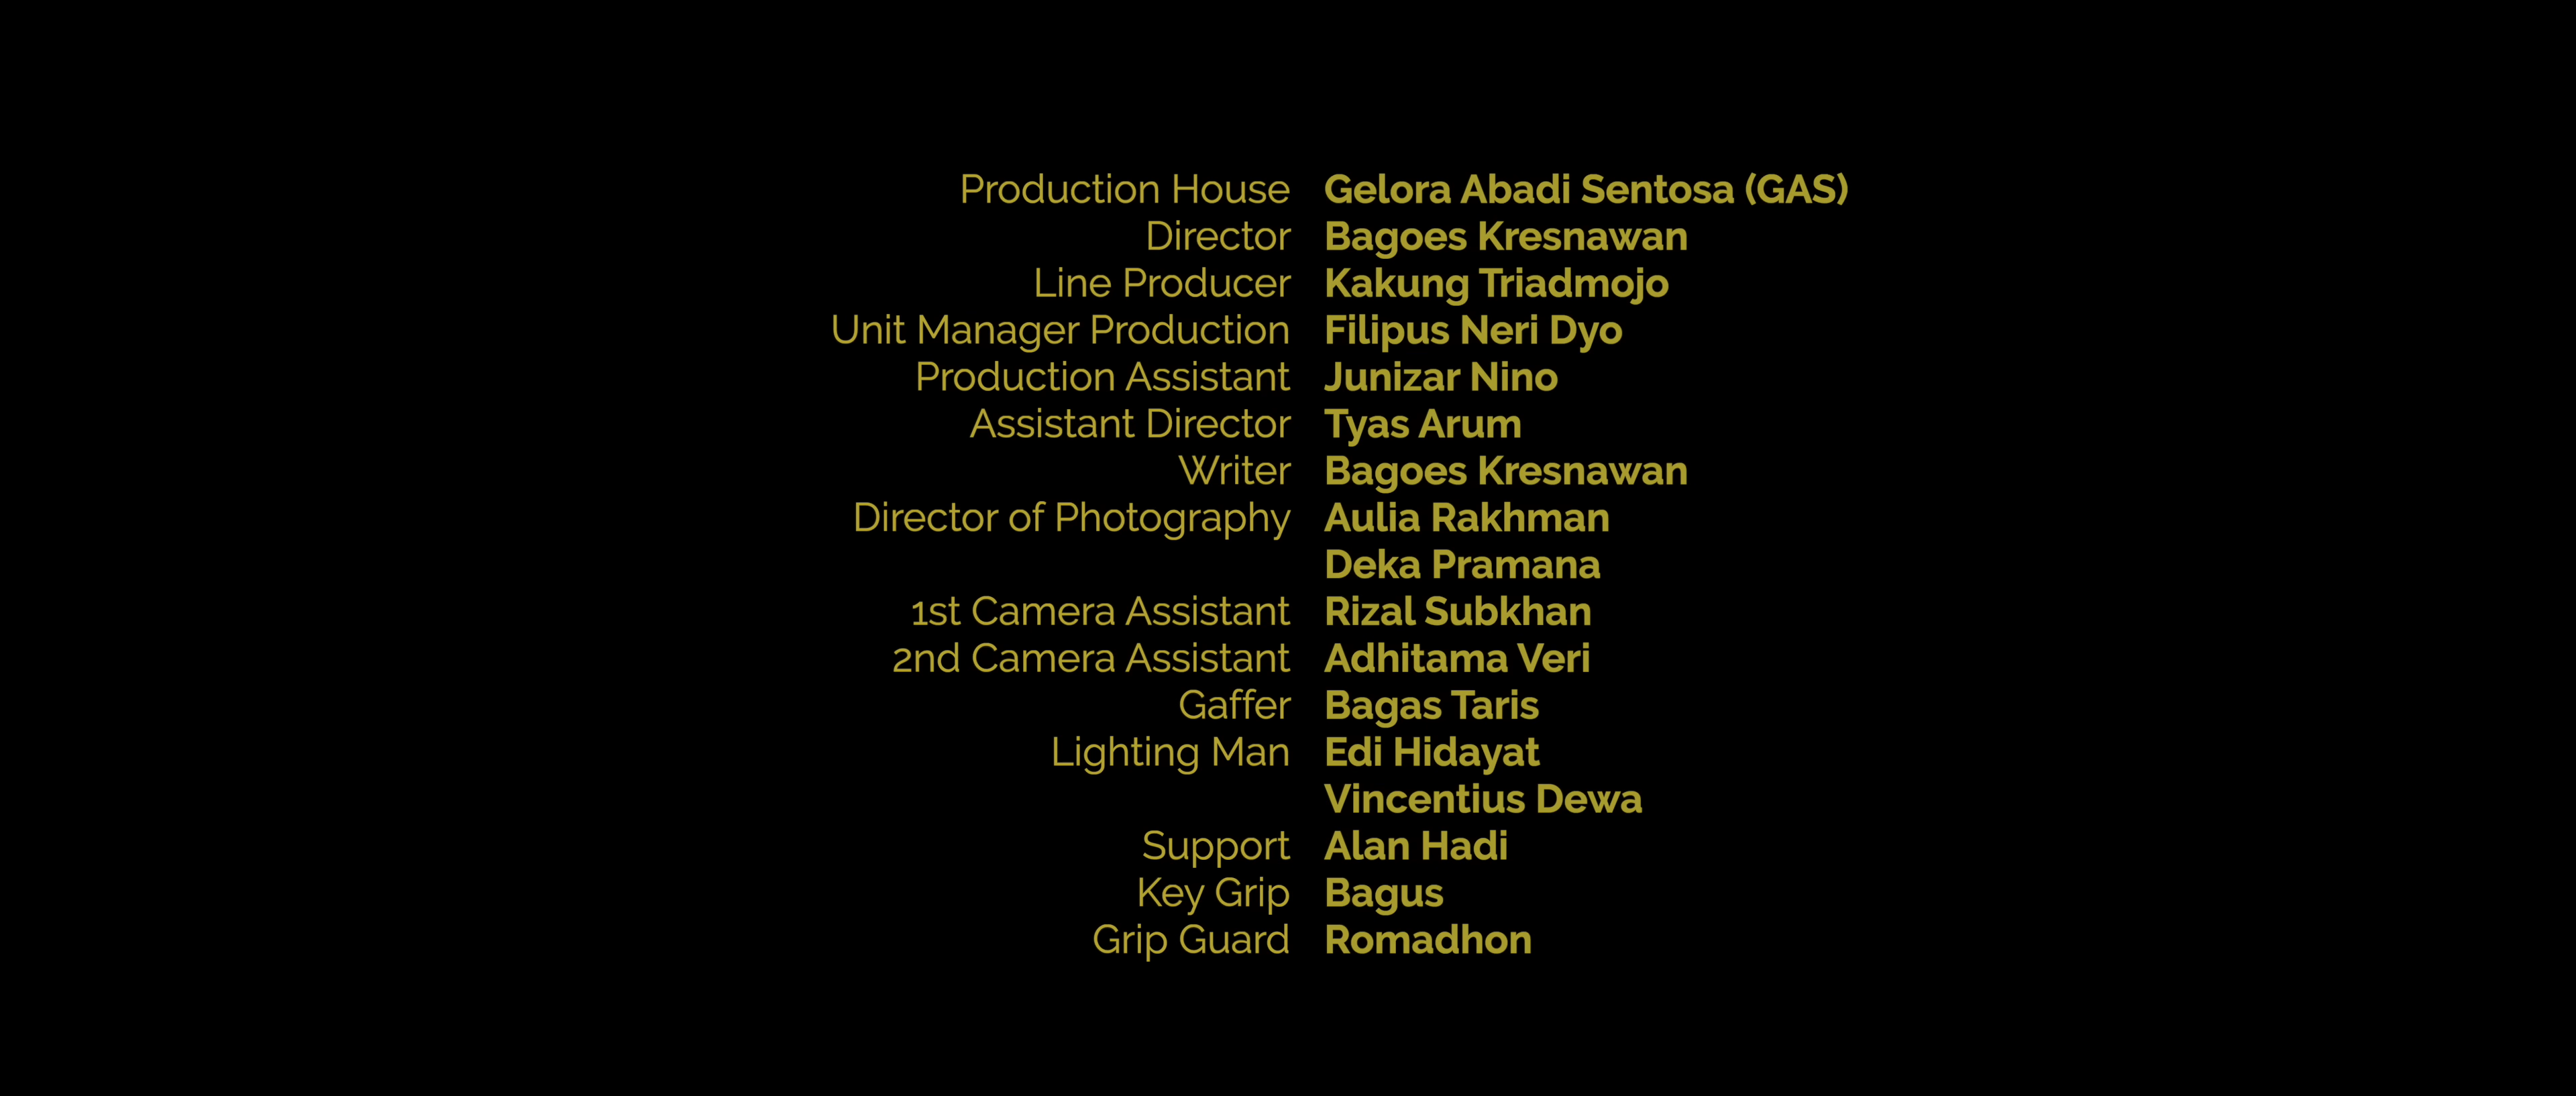 Production House Gelora Abadi Sentosa (GAS)
Director Bagoes Kresnawan
Line Producer Kakung Triadmojo
Unit Manager Production Filipus Neri Dyo
Production Assistant Junizar Nino
Assistant Director Tyas Arum
Writer Bagoes Kresnawan
Director of Photography Aulia Rakhman
Deka Pramana
1st Camera Assistant Rizal Subkhan
2nd Camera Assistant Adhitama Veri
Gaffer Bagas Taris
Lighting Man Edi Hidayat
Vincentius Dewa
Support Alan Hadi
Key Grip Bagus
Grip Guard Romadhon